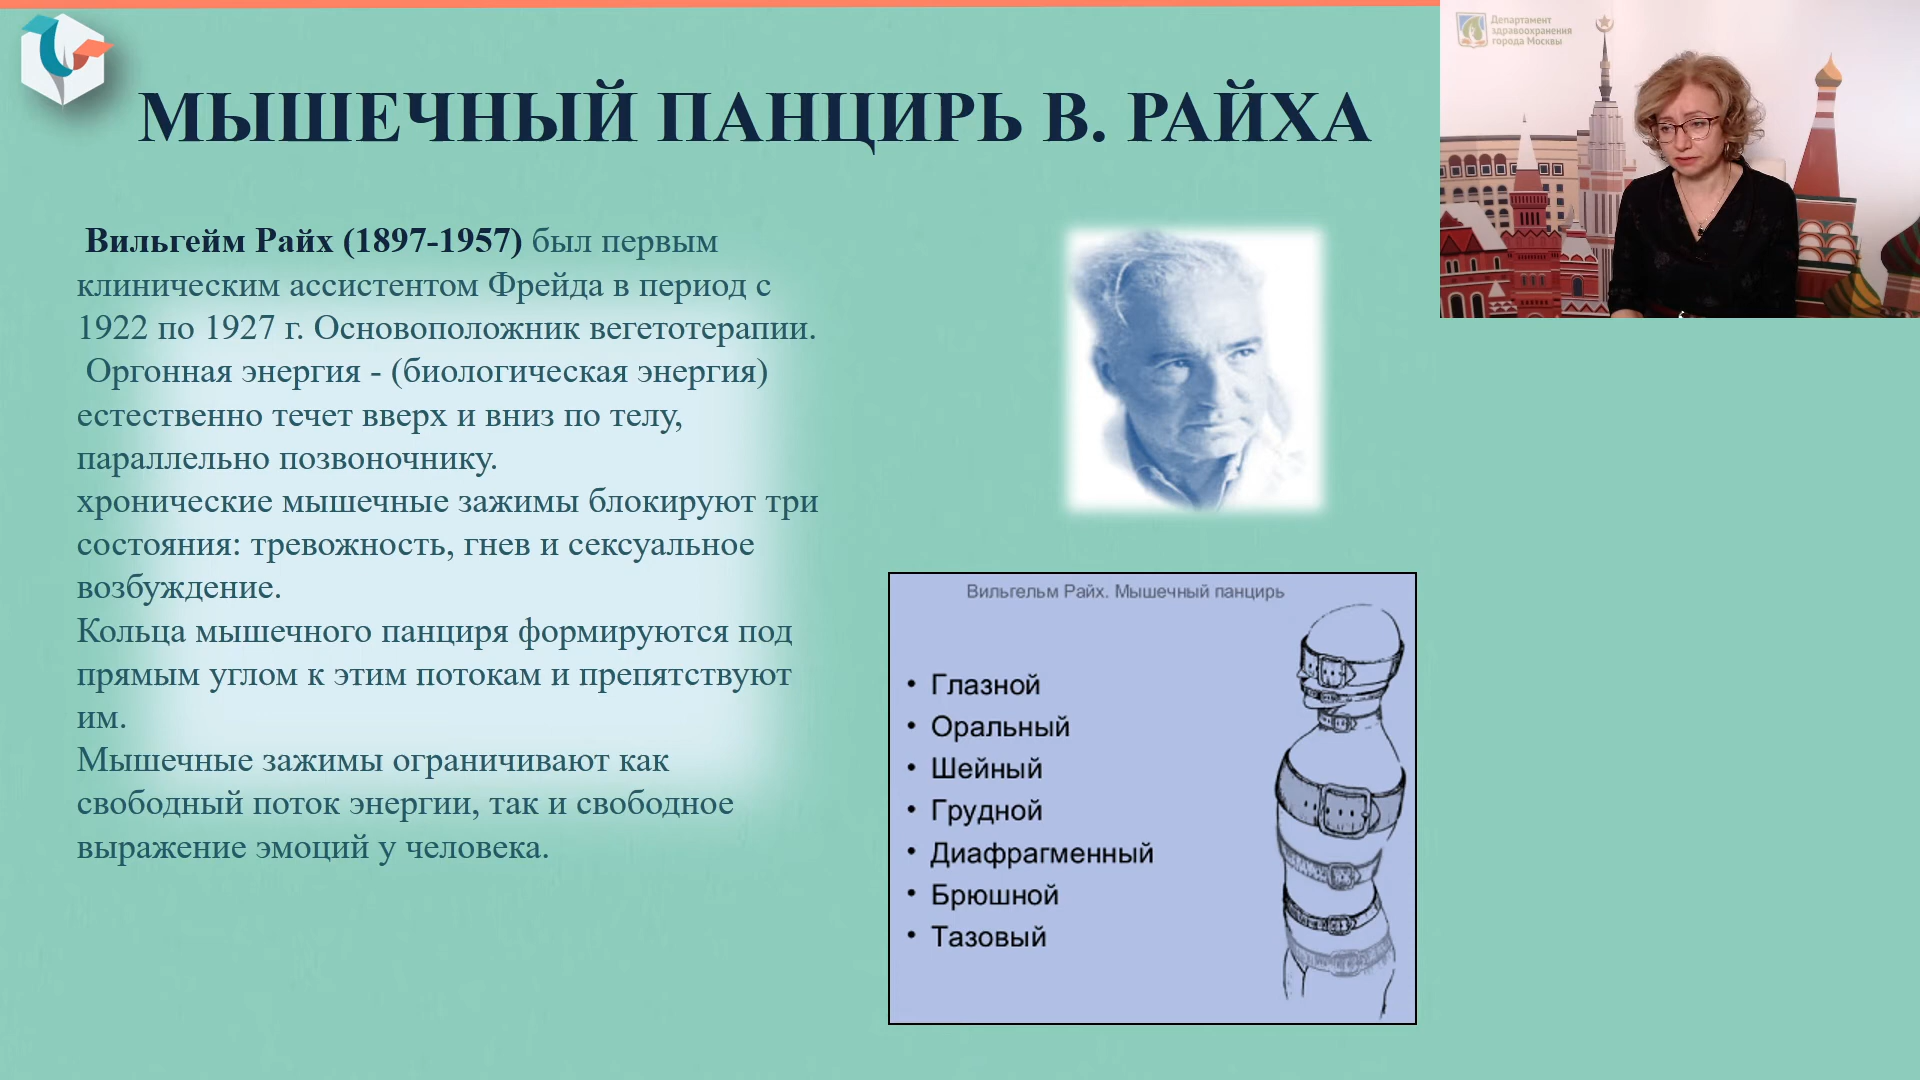 МЫШЕЧНЫЙ ПАНЦИРЬ В. РАЙХА
Вильгейм Райх (1897-1957) был первым
клиническим ассистентом Фрейда в период с
1922 по 1927 г. Основоположник вегетотерапии.
Оргонная энергия - (биологическая энергия)
естественно течет вверх и вниз по телу,
параллельно позвоночнику.
хронические мышечные зажимы блокируют три
состояния: тревожность, гнев и сексуальное
возбуждение.
Кольца мышечного панциря формируются под
прямым углом к этим потокам и препятствуют
им.
Мышечные зажимы ограничивают как
свободный поток энергии, так и свободное
выражение эмоций у человека.
Вильгельм Райх. Мышечный панцирь
• Глазной
• Оральный
• Шейный
• Грудной
• Диафрагменный
• Брюшной
• Тазовый
Департамент
здравоохранения
города Москвы